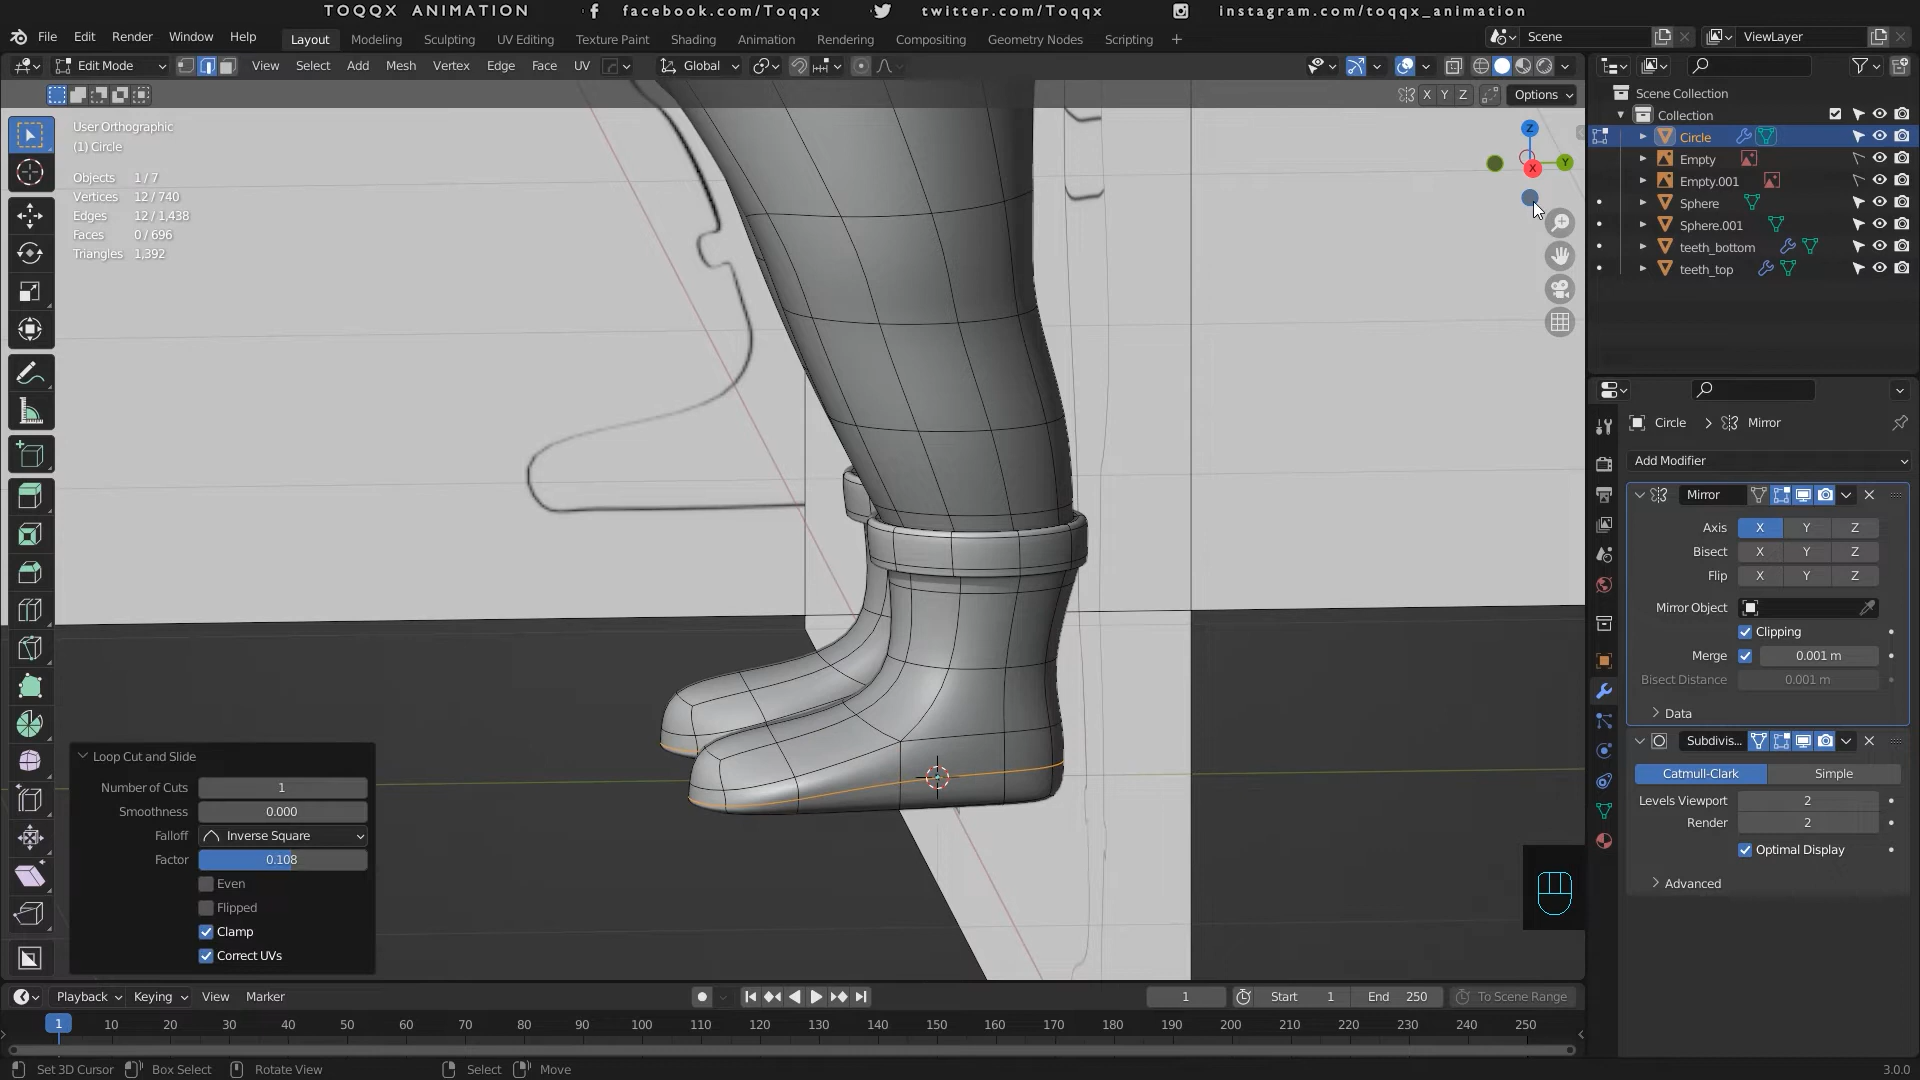 TOQQX ANIMATION facebook.com/Toqqx twitter.com/Toqqx instagram.com/toqqx_animation
File Edit Render Window Help Layout Modeling Sculpting UV Editing Texture Paint Shading Animation Rendering Compositing Geometry Nodes Scripting + Scene ViewLayer
Edit Mode View Select Add Mesh Vertex Edge Face UV Global
X Y Z Options
User Orthographic
(1) Circle
Objects 1/7
Vertices 12/740
Edges 12/1,438
Faces 0/696
Triangles 1,392
Z
Y
X
Scene Collection
Collection
Circle
Empty
Empty.001
Sphere
Sphere.001
teeth_bottom
teeth_top
Circle > Mirror
Add Modifier
Mirror
Axis X Y Z
Bisect X Y Z
Flip X Y Z
Mirror Object
Clipping
Merge 0.001 m
Bisect Distance 0.001 m
Data
Subdivis...
Catmull-Clark Simple
Levels Viewport 2
Render 2
Optimal Display
Advanced
Loop Cut and Slide
Number of Cuts 1
Smoothness 0.000
Falloff Inverse Square
Factor 0.108
Even
Flipped
Clamp
Correct UVs
Playback Keying View Marker 1 Start 1 End 250 To Scene Range
1 10 20 30 40 50 60 70 80 90 100 110 120 130 140 150 160 170 180 190 200 210 220 230 240 250
Set 3D Cursor Box Select Rotate View Select Move 3.0.0